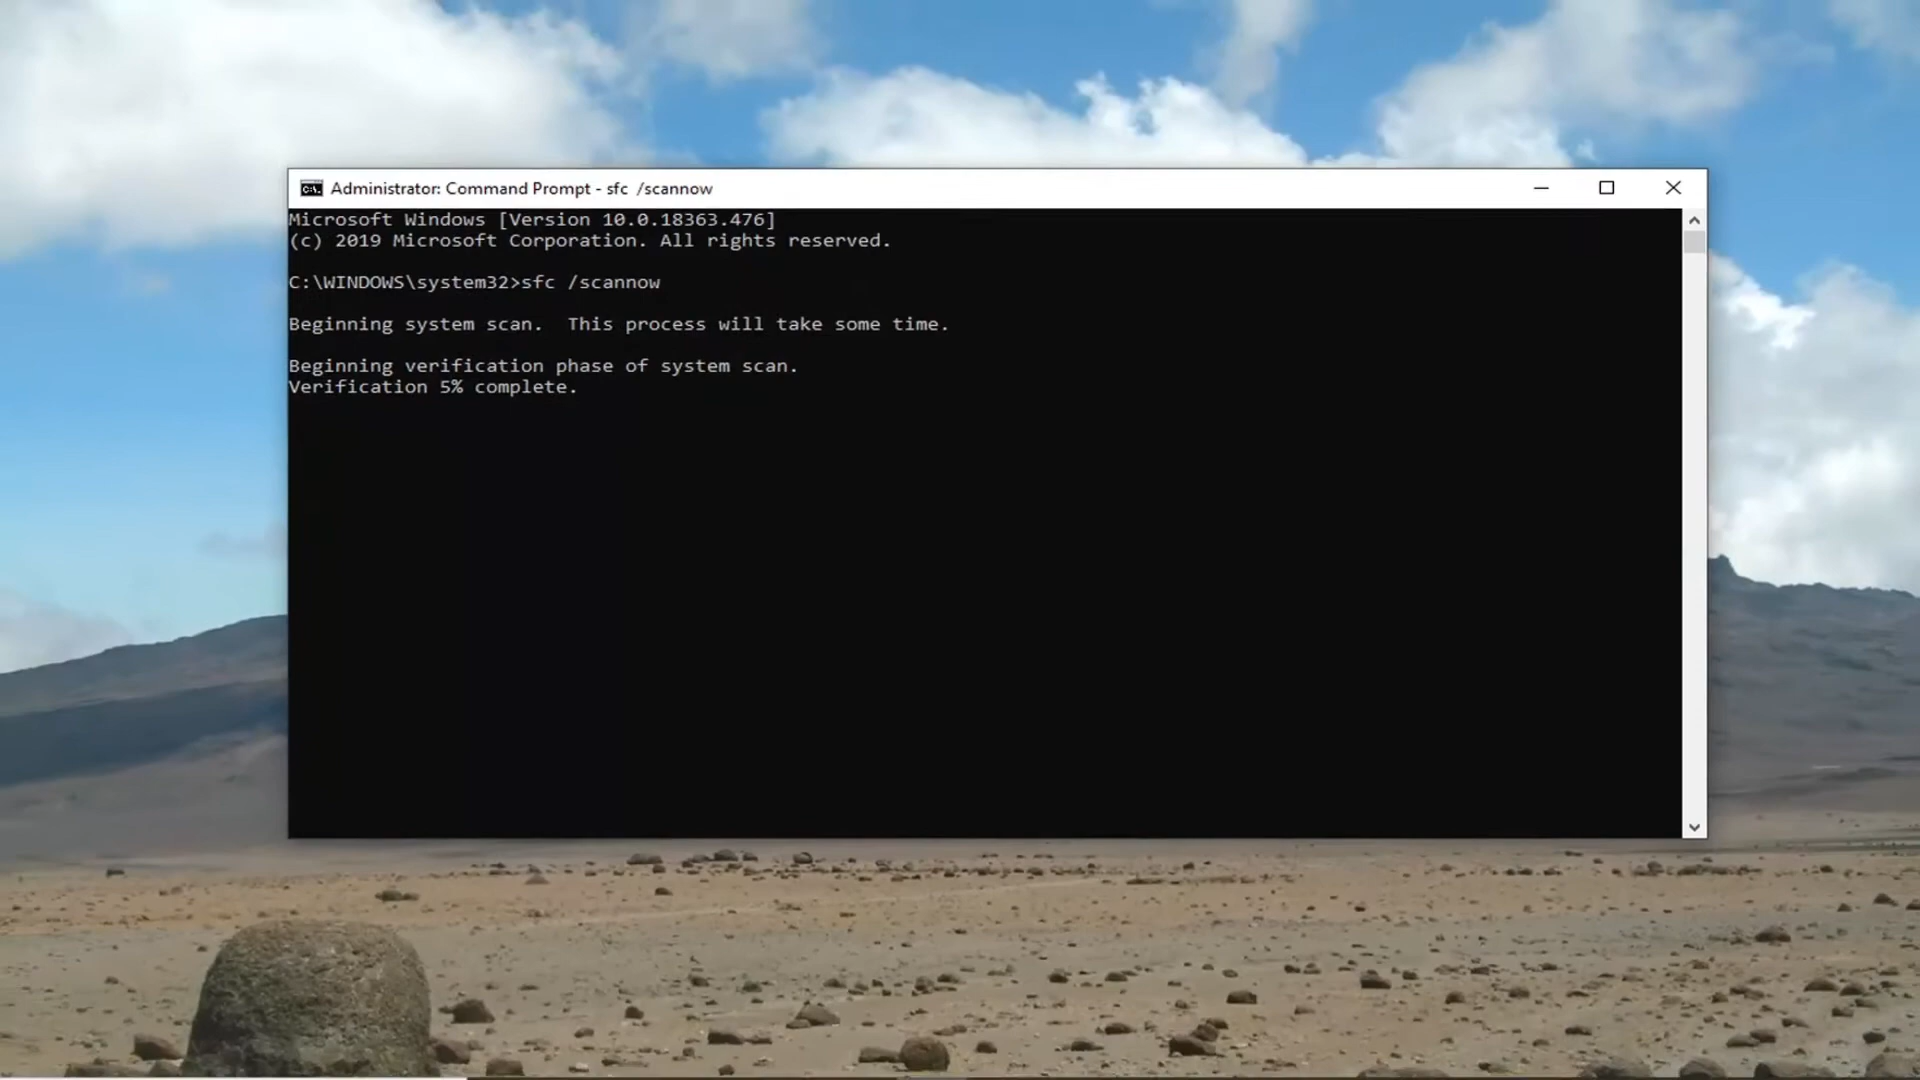 Administrator: Command Prompt - sfc  /scannow
Microsoft Windows [Version 10.0.18363.476]
(c) 2019 Microsoft Corporation. All rights reserved.
C:\WINDOWS\system32>sfc /scannow
Beginning system scan.  This process will take some time.
Beginning verification phase of system scan.
Verification 5% complete.